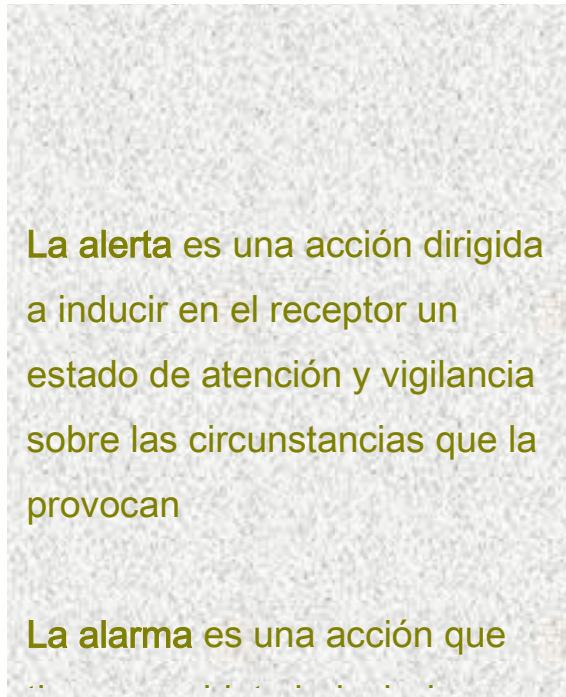 La alerta es una acción dirigida
a inducir en el receptor un
estado de atención y vigilancia
sobre las circunstancias que la
provocan
La alarma es una acción que